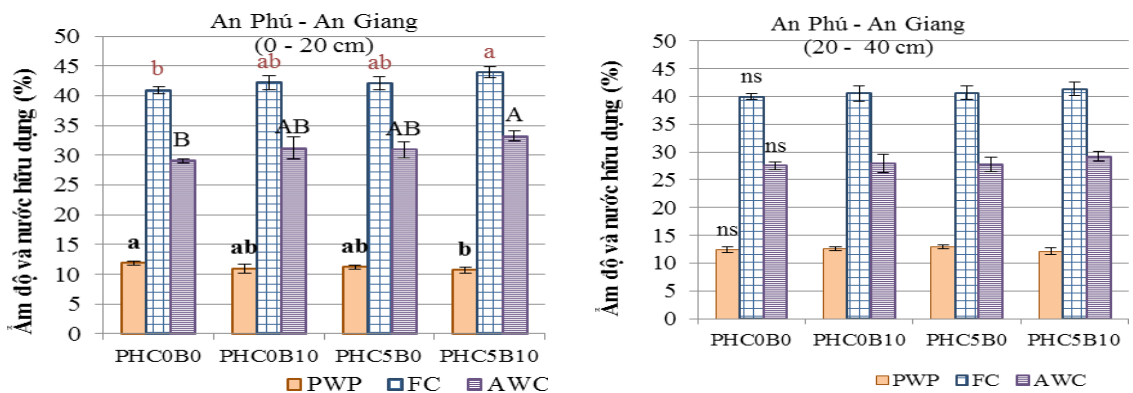 An Phú - An Giang
(0 - 20 cm)
Ẩm độ và nước hữu dụng (%)
50
45
40
35
30
25
20
15
10
5
0
b
ab
ab
a
B
AB
AB
A
a
ab
ab
b
PHC0B0
PHC0B10
PHC5B0
PHC5B10
PWP
FC
AWC
An Phú - An Giang
(20 - 40 cm)
Ẩm độ và nước hữu dụng (%)
50
45
40
35
30
25
20
15
10
5
0
ns
ns
ns
PHC0B0
PHC0B10
PHC5B0
PHC5B10
PWP
FC
AWC